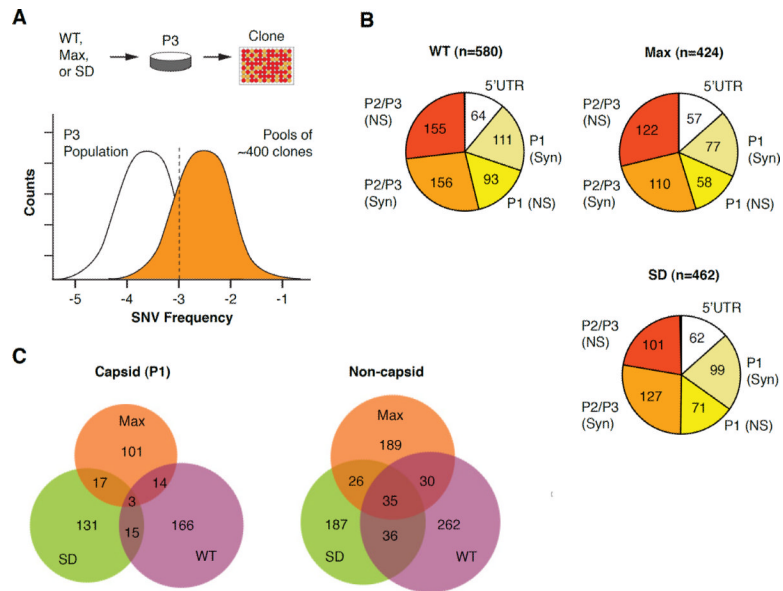 A
WT,
Max,
or SD
P3
Clone
P3
Population
Pools of
~400 clones
Counts
-5
-4
-3
-2
-1
SNV Frequency
B
WT (n=580)
5'UTR
P2/P3
(NS)
155
64
111
P1
(Syn)
156
93
P2/P3
(Syn)
P1 (NS)
Max (n=424)
5'UTR
P2/P3
(NS)
122
57
77
P1
(Syn)
110
58
P2/P3
(Syn)
P1 (NS)
SD (n=462)
5'UTR
P2/P3
(NS)
101
62
99
P1
(Syn)
127
71
P2/P3
(Syn)
P1 (NS)
C
Capsid (P1)
Max
101
17
14
3
131
15
166
SD
WT
Non-capsid
Max
189
26
30
35
187
36
262
SD
WT